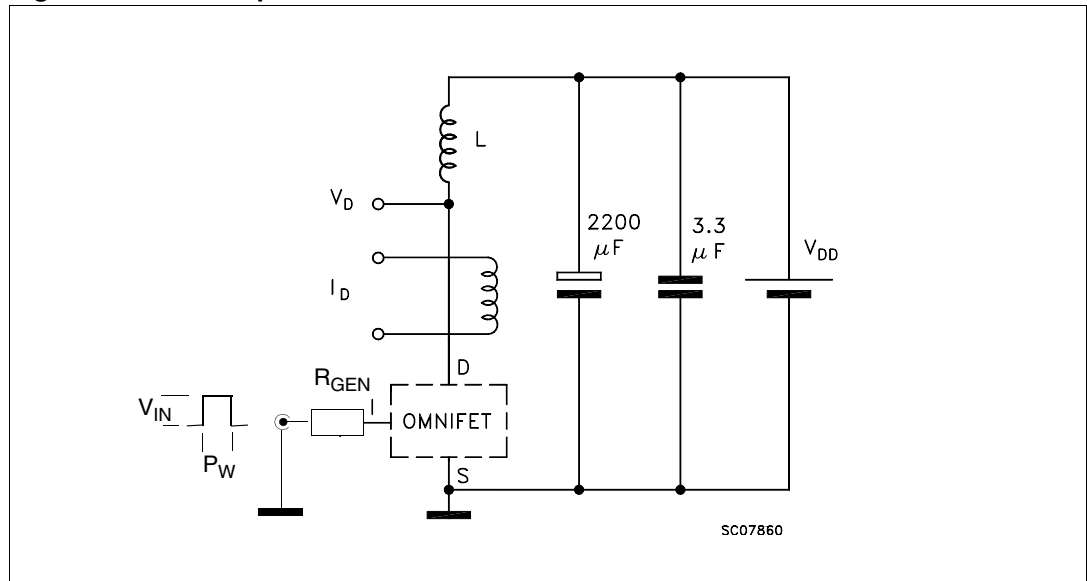 L
V_D
2200
μF
3.3
μF
V_DD
I_D
D
R_GEN
I
V_IN
OMNIFET
P_W
S
SC07860